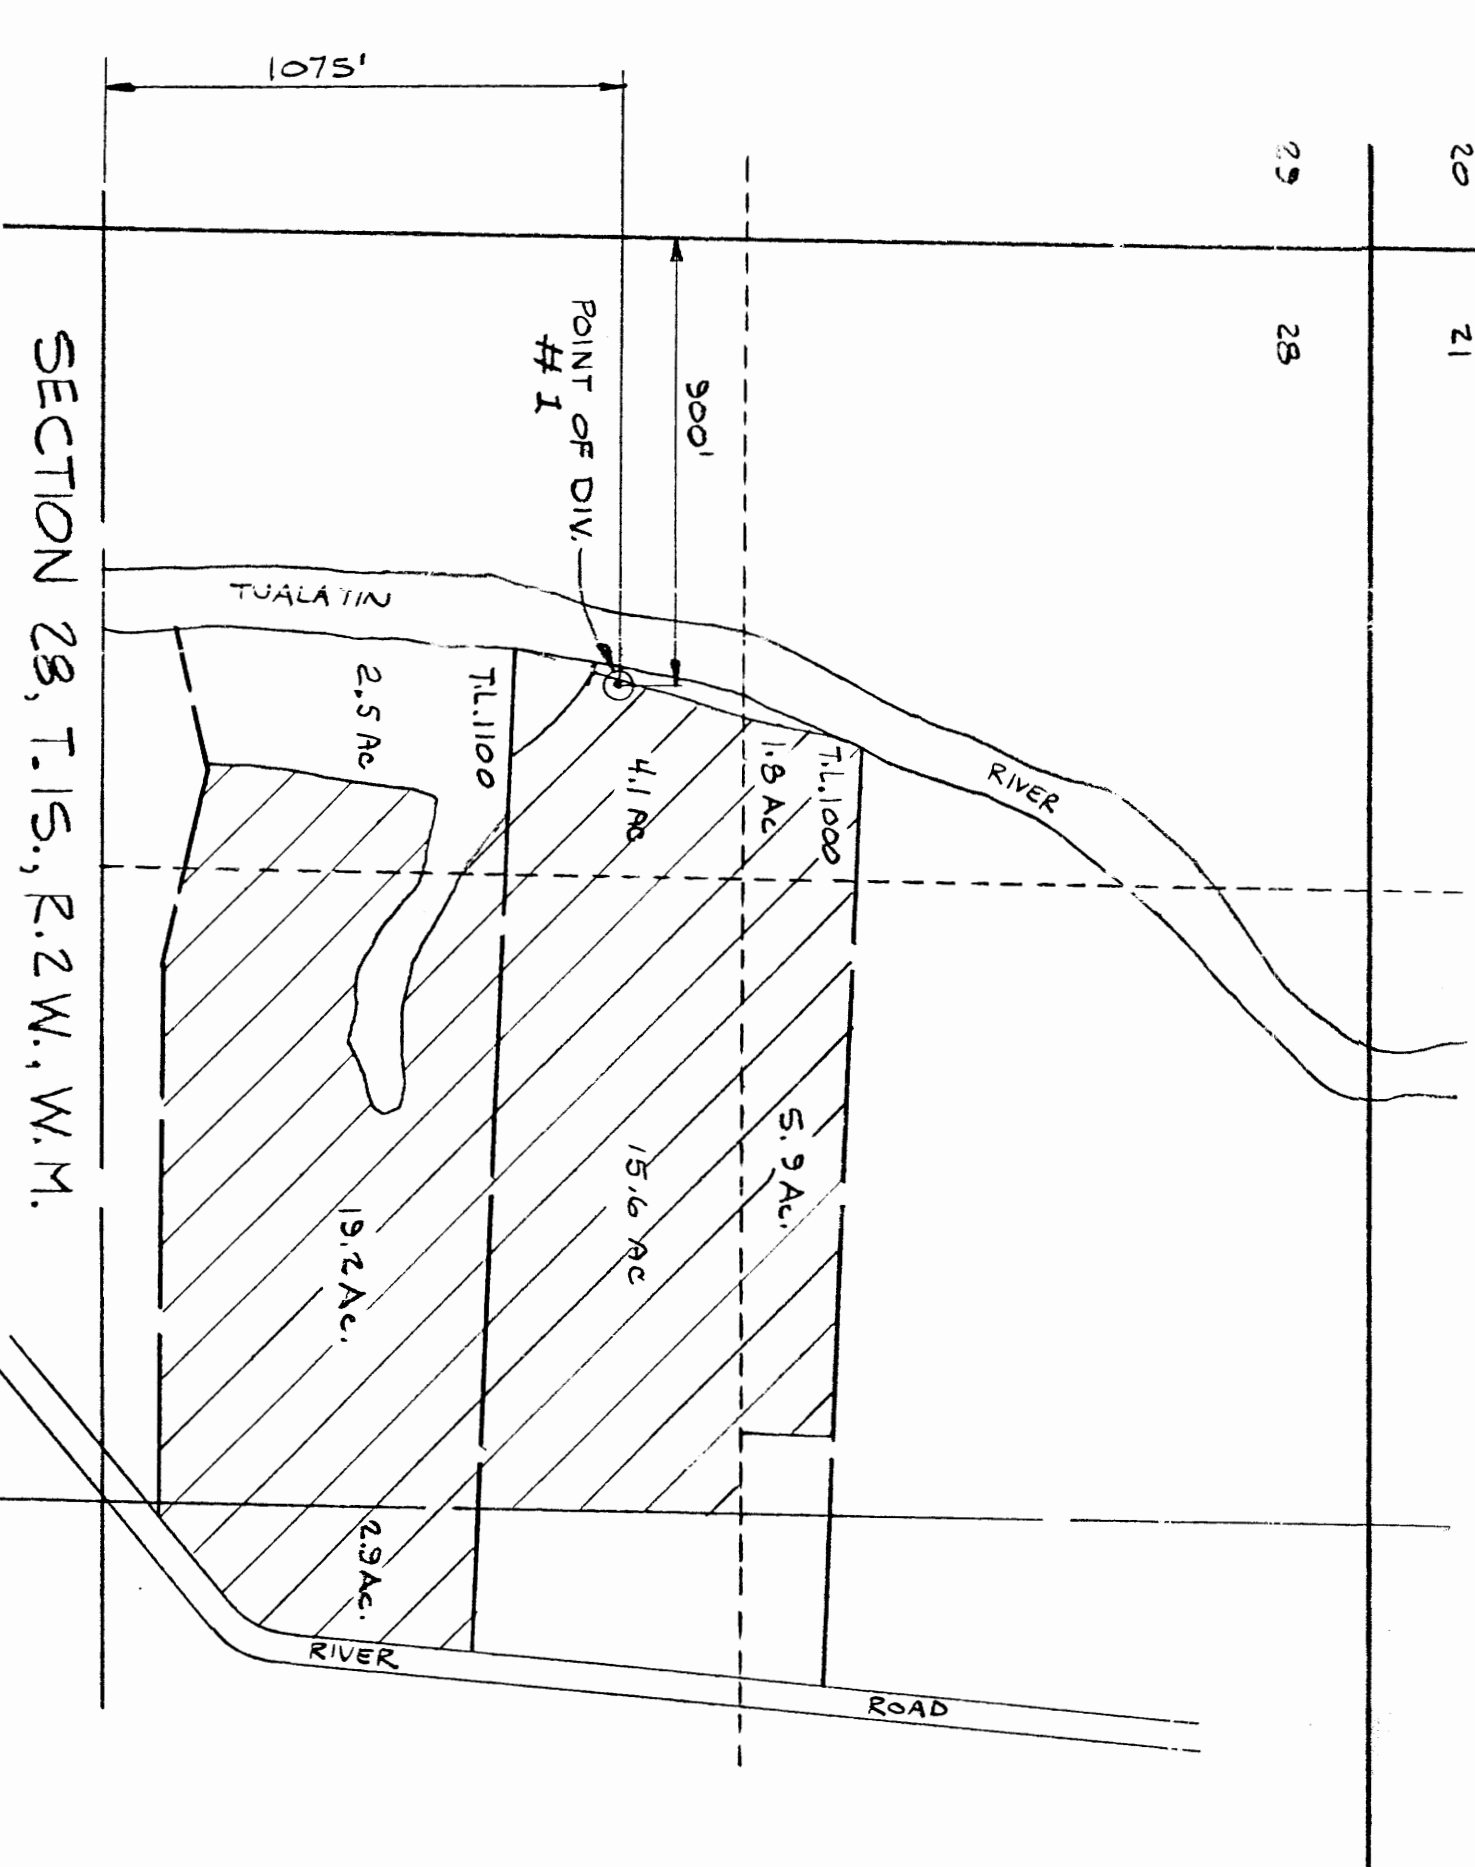 20
21
29
28
1075'
900'
POINT OF DIV.
# 1
TUALATIN
RIVER
T.L.1000
1.8 Ac
4.1 Ac
T.L.1100
2.5 Ac
5.9 Ac.
15.6 AC
19.2 Ac.
2.9 Ac.
RIVER
ROAD
SECTION 28, T.1S., R.2W., W.M.